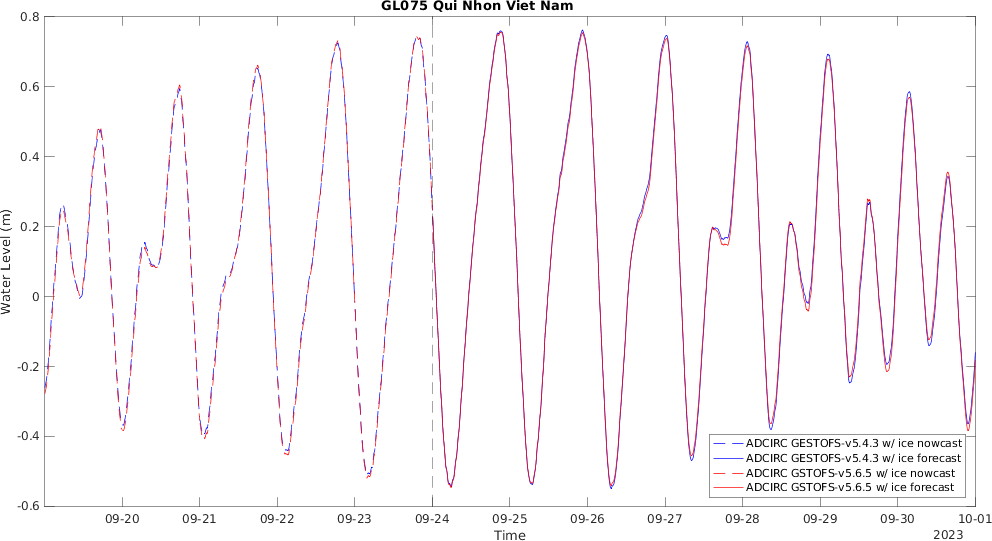 GL075 Qui Nhon Viet Nam
0.8
0.6
0.4
0.2
0
-0.2
-0.4
-0.6
Water Level (m)
ADCIRC GESTOFS-v5.4.3 w/ ice nowcast
ADCIRC GESTOFS-v5.4.3 w/ ice forecast
ADCIRC GSTOFS-v5.6.5 w/ ice nowcast
ADCIRC GSTOFS-v5.6.5 w/ ice forecast
09-20 09-21 09-22 09-23 09-24 09-25 09-26 09-27 09-28 09-29 09-30 10-01
Time
2023